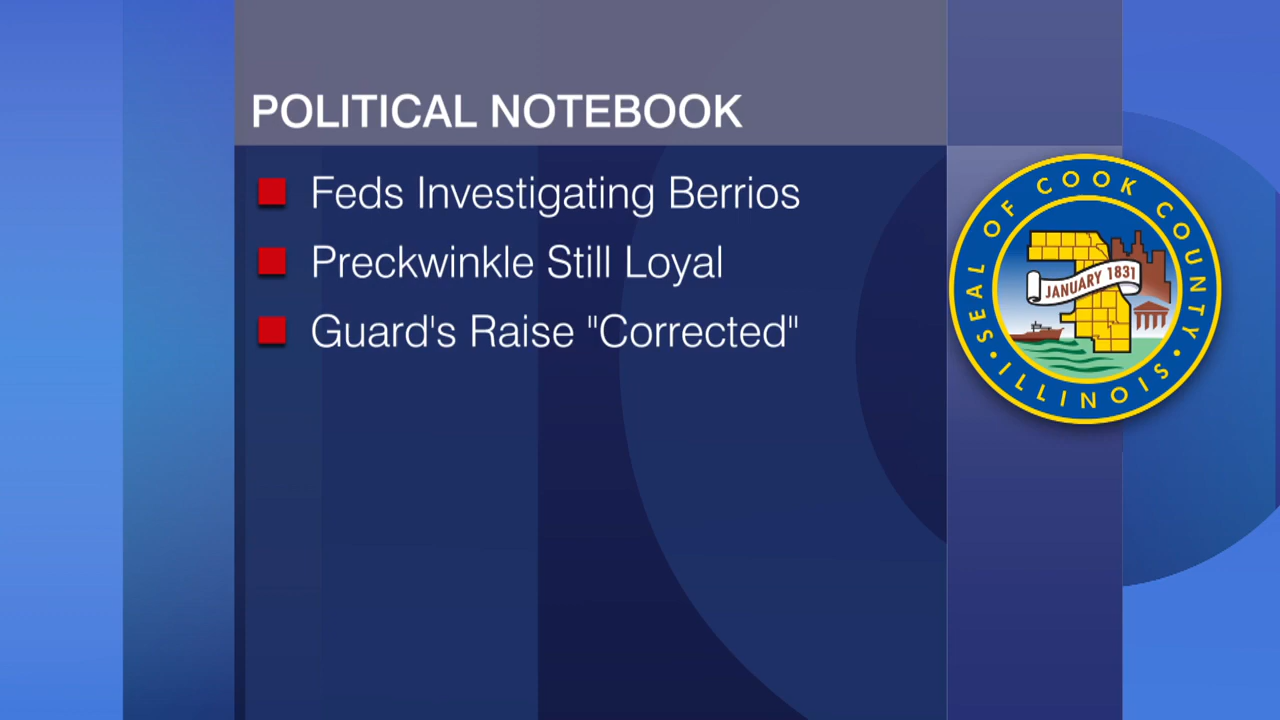 POLITICAL NOTEBOOK
Feds Investigating Berrios
Preckwinkle Still Loyal
Guard's Raise "Corrected"
SEAL OF COOK COUNTY • ILLINOIS •
JANUARY 1831